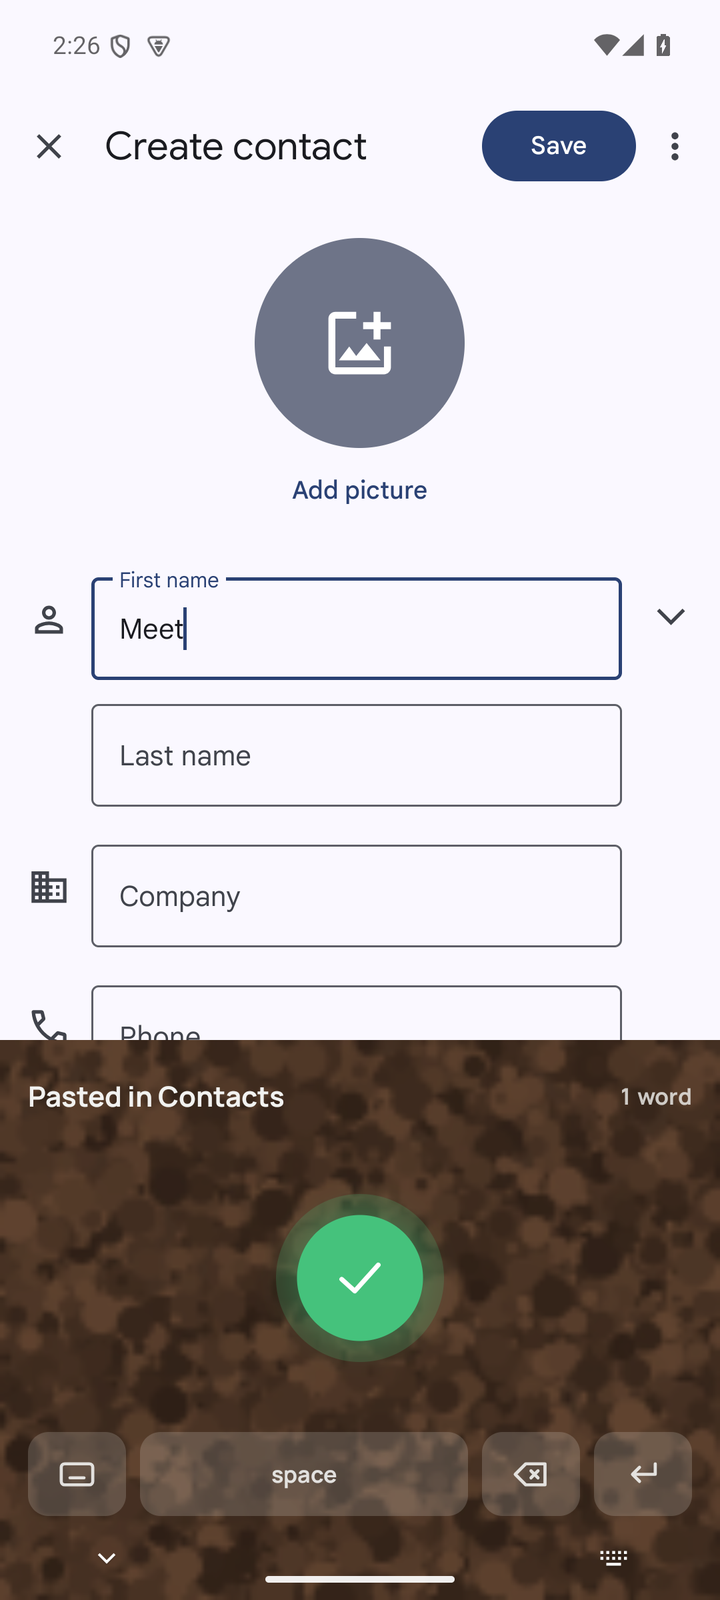 2:26
Create contact
Save
Add picture
First name
Meet
Last name
Company
Phone
Pasted in Contacts
1 word
space